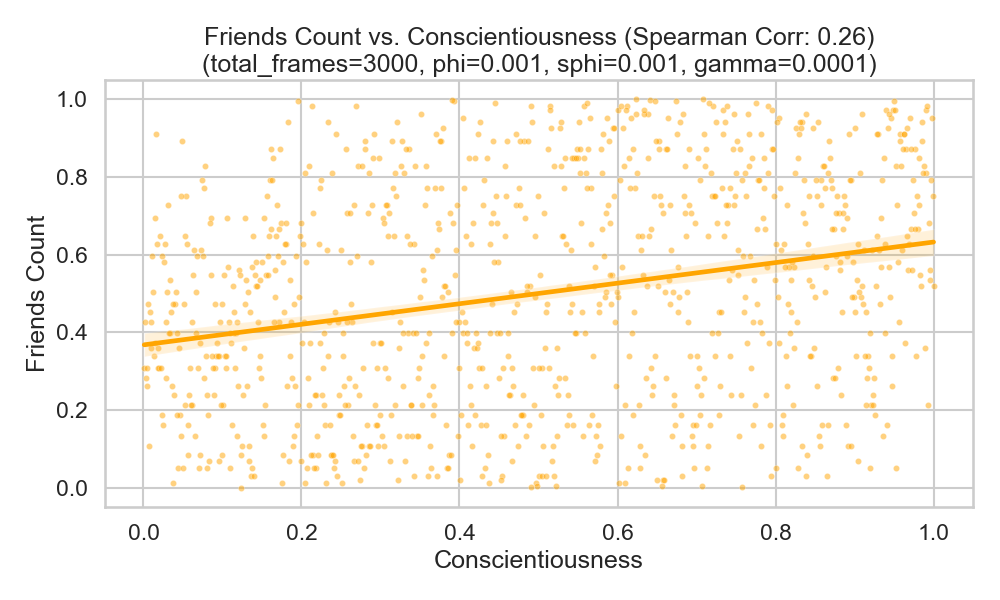 Friends Count vs. Conscientiousness (Spearman Corr: 0.26)
(total_frames=3000, phi=0.001, sphi=0.001, gamma=0.0001)
Friends Count
1.0
0.8
0.6
0.4
0.2
0.0
0.0 0.2 0.4 0.6 0.8 1.0
Conscientiousness